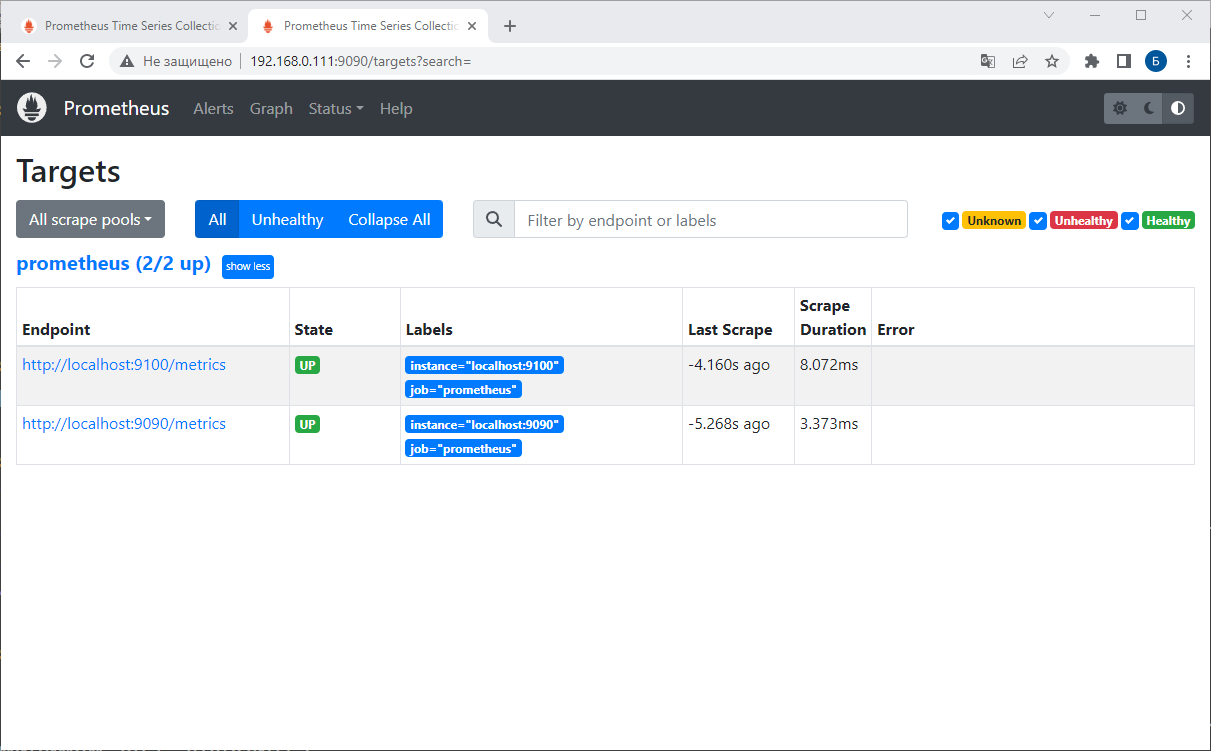 Prometheus Time Series Collectio
Prometheus Time Series Collectio
Не защищено
192.168.0.111:9090/targets?search=
Б
Prometheus
Alerts
Graph
Status
Help
Targets
All scrape pools
All
Unhealthy
Collapse All
Filter by endpoint or labels
Unknown
Unhealthy
Healthy
prometheus (2/2 up)
show less
Endpoint
State
Labels
Last Scrape
Scrape
Duration
Error
http://localhost:9100/metrics
UP
instance="localhost:9100"
job="prometheus"
-4.160s ago
8.072ms
http://localhost:9090/metrics
UP
instance="localhost:9090"
job="prometheus"
-5.268s ago
3.373ms